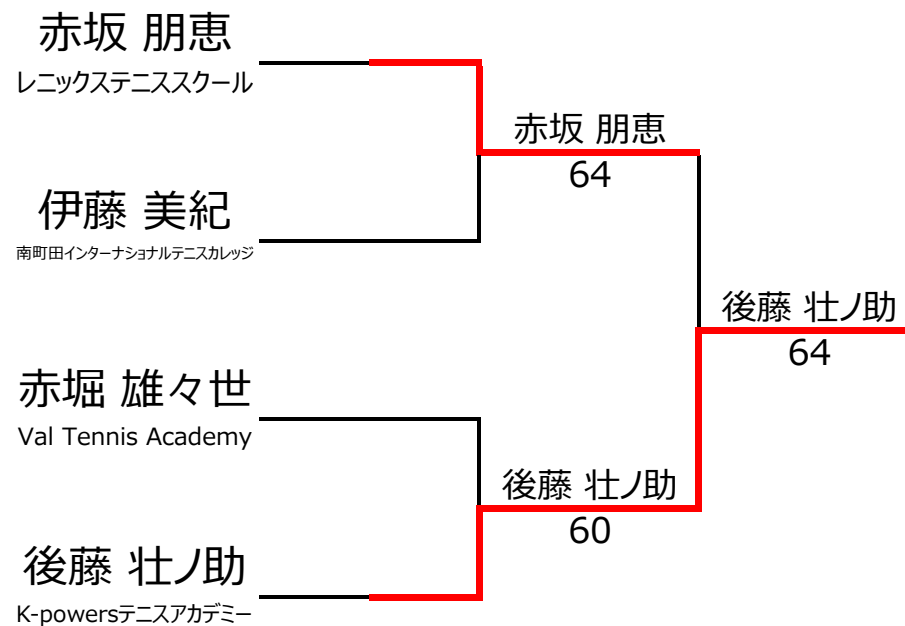 赤坂 朋恵
レニックステニススクール
赤坂 朋恵
64
伊藤 美紀
南町田インターナショナルテニスカレッジ
後藤 壮ノ助
64
赤堀 雄々世
Val Tennis Academy
後藤 壮ノ助
60
後藤 壮ノ助
K-powersテニスアカデミー